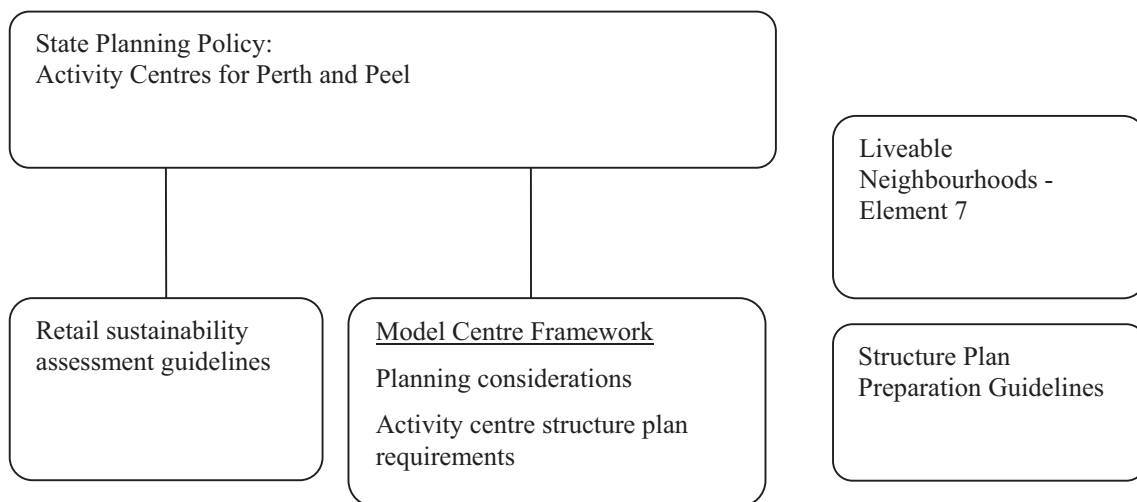 State Planning Policy:
Activity Centres for Perth and Peel
Liveable
Neighbourhoods -
Element 7
Retail sustainability
assessment guidelines
Model Centre Framework
Planning considerations
Activity centre structure plan
requirements
Structure Plan
Preparation Guidelines